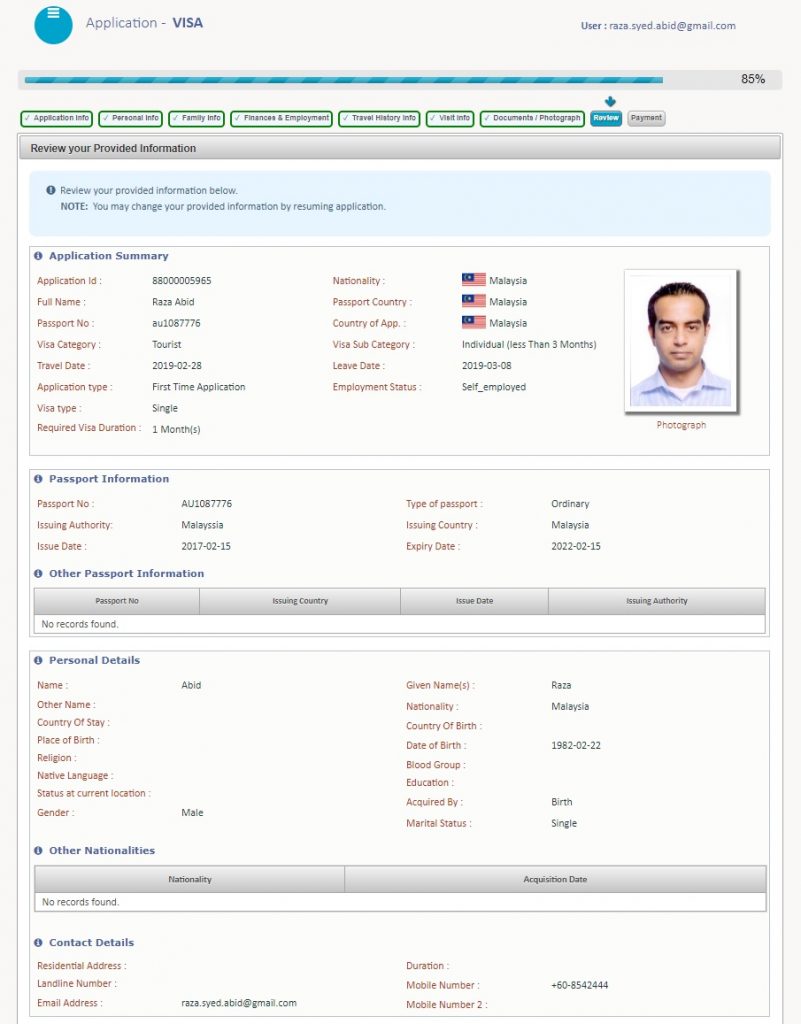 Application - VISA
User : raza.syed.abid@gmail.com
85%
✓ Application Info ✓ Personal Info ✓ Family Info ✓ Finances & Employment ✓ Travel History Info ✓ Visit Info ✓ Documents / Photograph Review Payment
Review your Provided Information
Review your provided information below.
NOTE: You may change your provided information by resuming application.
Application Summary
Application Id : 88000005965 Nationality : Malaysia
Full Name : Raza Abid Passport Country : Malaysia
Passport No : au1087776 Country of App. : Malaysia
Visa Category : Tourist Visa Sub Category : Individual (less Than 3 Months)
Travel Date : 2019-02-28 Leave Date : 2019-03-08
Application type : First Time Application Employment Status : Self_employed
Visa type : Single
Required Visa Duration : 1 Month(s)
Photograph
Passport Information
Passport No : AU1087776 Type of passport : Ordinary
Issuing Authority: Malayssia Issuing Country : Malaysia
Issue Date : 2017-02-15 Expiry Date : 2022-02-15
Other Passport Information
Passport No Issuing Country Issue Date Issuing Authority
No records found.
Personal Details
Name : Abid Given Name(s) : Raza
Other Name : Nationality : Malaysia
Country Of Stay : Country Of Birth :
Place of Birth : Date of Birth : 1982-02-22
Religion : Blood Group :
Native Language : Education :
Status at current location : Acquired By : Birth
Gender : Male Marital Status : Single
Other Nationalities
Nationality Acquisition Date
No records found.
Contact Details
Residential Address : Duration :
Landline Number : Mobile Number : +60-8542444
Email Address : raza.syed.abid@gmail.com Mobile Number 2 :